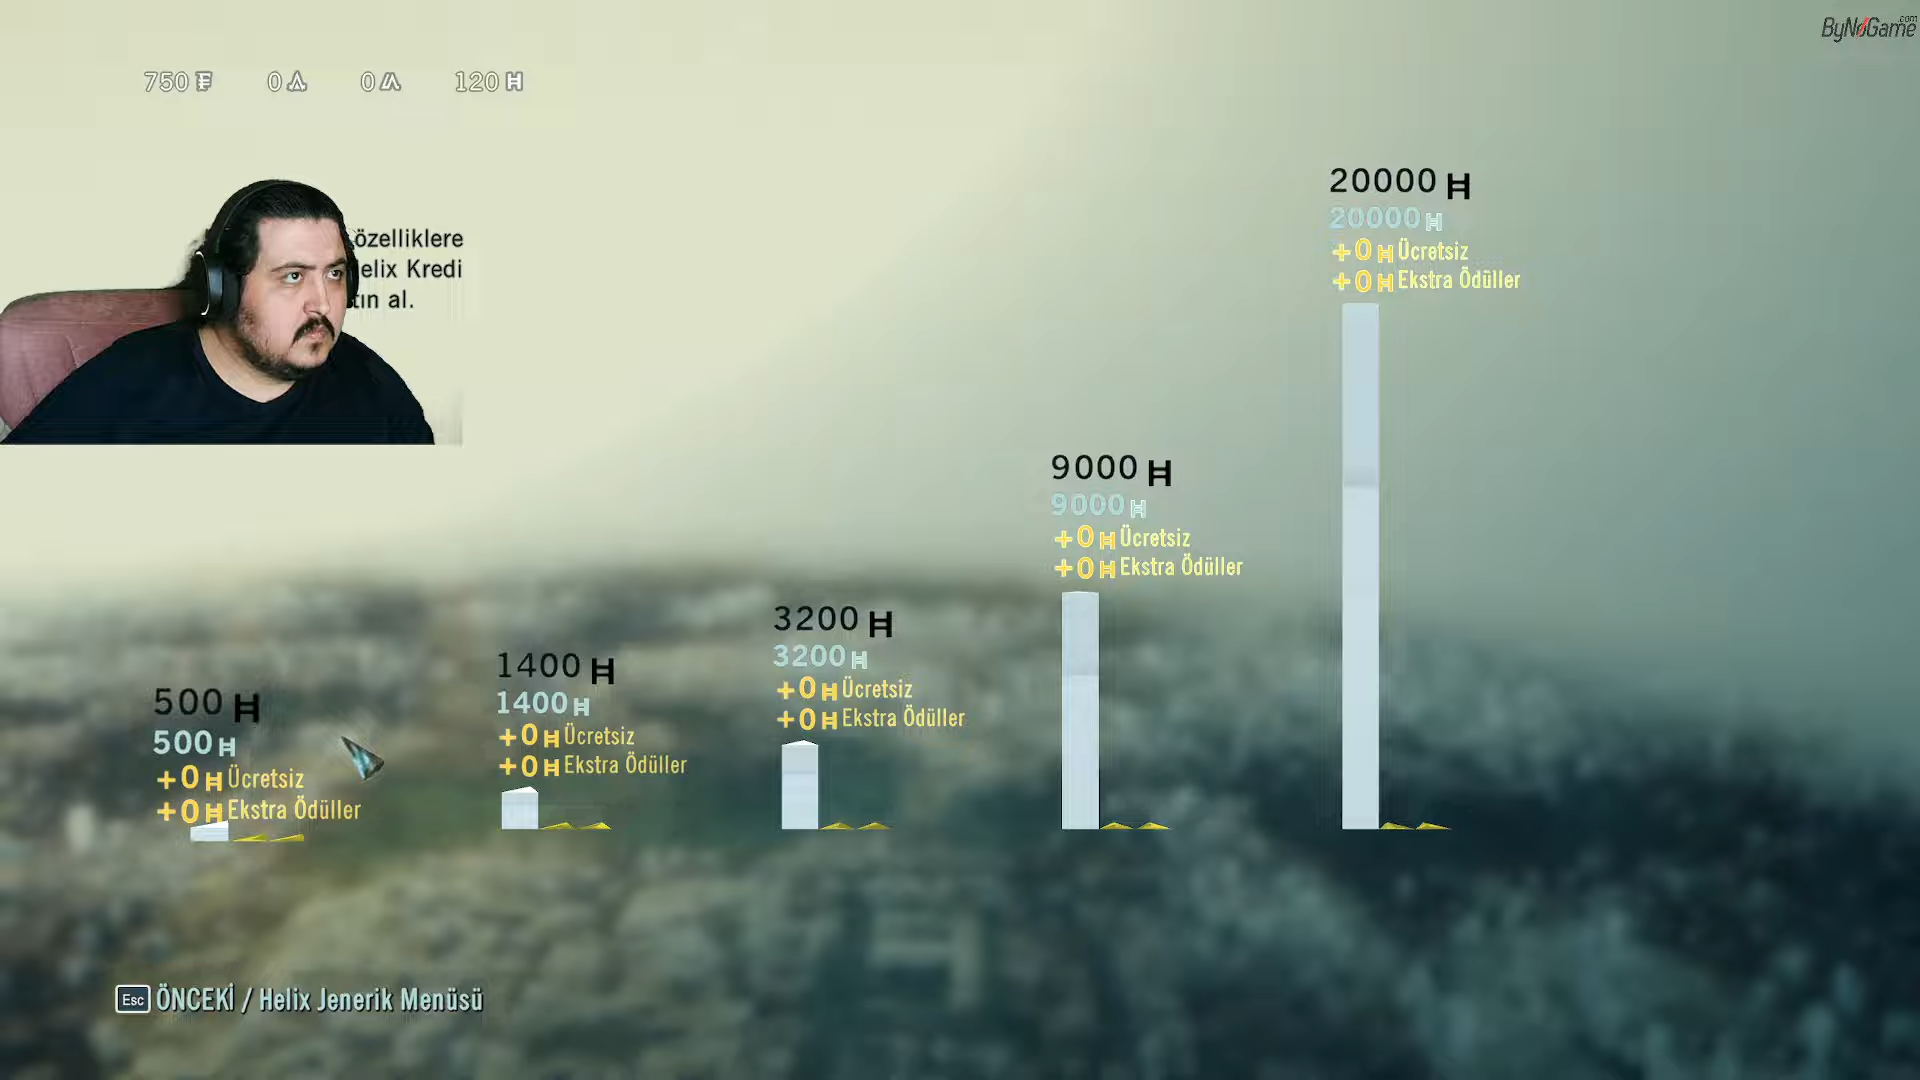 ByNoGame.com
750 0 0 120 H
özelliklere
elix Kredi
tın al.
20000 H
20000 H
+0 H Ücretsiz
+0 H Ekstra Ödüller
9000 H
9000 H
+0 H Ücretsiz
+0 H Ekstra Ödüller
3200 H
3200 H
+0 H Ücretsiz
+0 H Ekstra Ödüller
1400 H
1400 H
+0 H Ücretsiz
+0 H Ekstra Ödüller
500 H
500 H
+0 H Ücretsiz
+0 H Ekstra Ödüller
Esc ÖNCEKİ / Helix Jenerik Menüsü